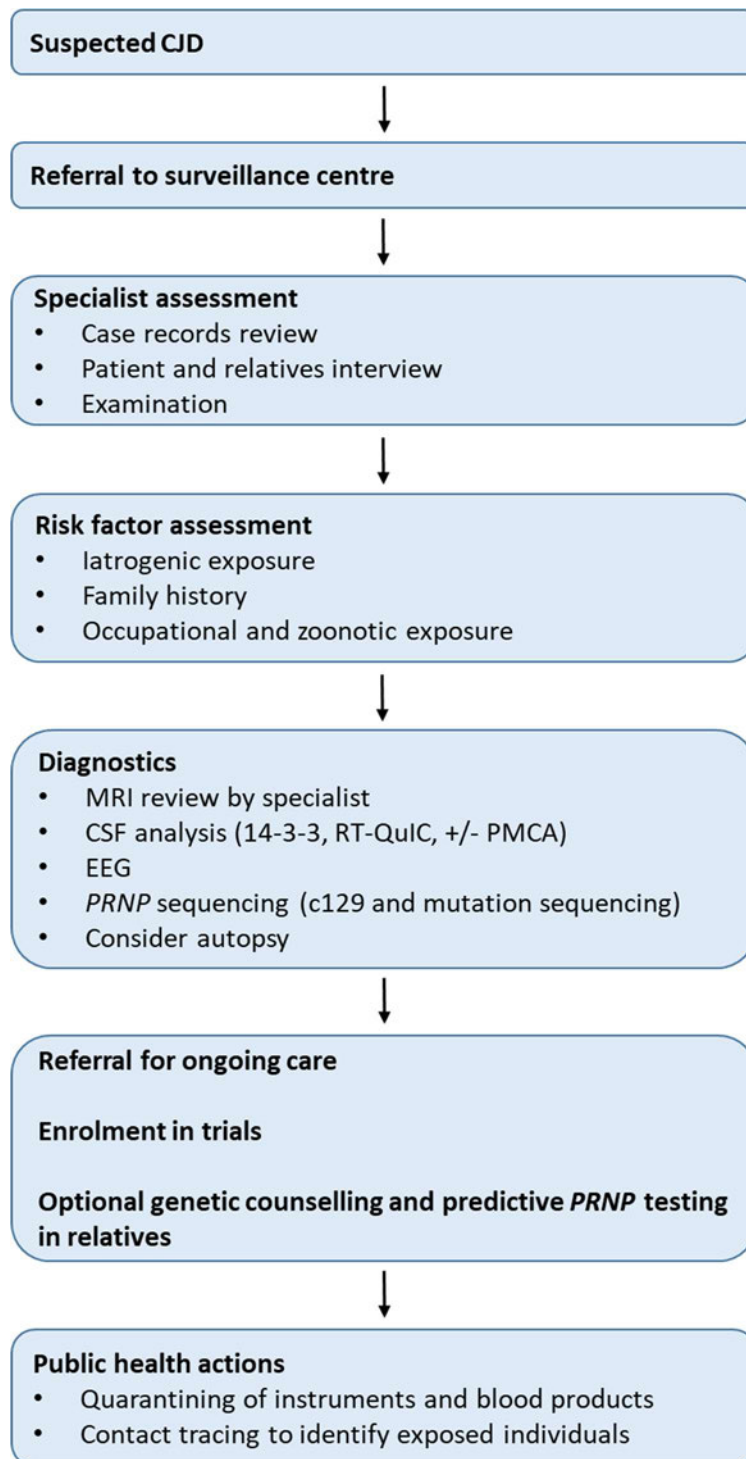 Suspected CJD
Referral to surveillance centre
Specialist assessment
• Case records review
• Patient and relatives interview
• Examination
Risk factor assessment
• Iatrogenic exposure
• Family history
• Occupational and zoonotic exposure
Diagnostics
• MRI review by specialist
• CSF analysis (14-3-3, RT-QuIC, +/- PMCA)
• EEG
• PRNP sequencing (c129 and mutation sequencing)
• Consider autopsy
Referral for ongoing care
Enrolment in trials
Optional genetic counselling and predictive PRNP testing
in relatives
Public health actions
• Quarantining of instruments and blood products
• Contact tracing to identify exposed individuals